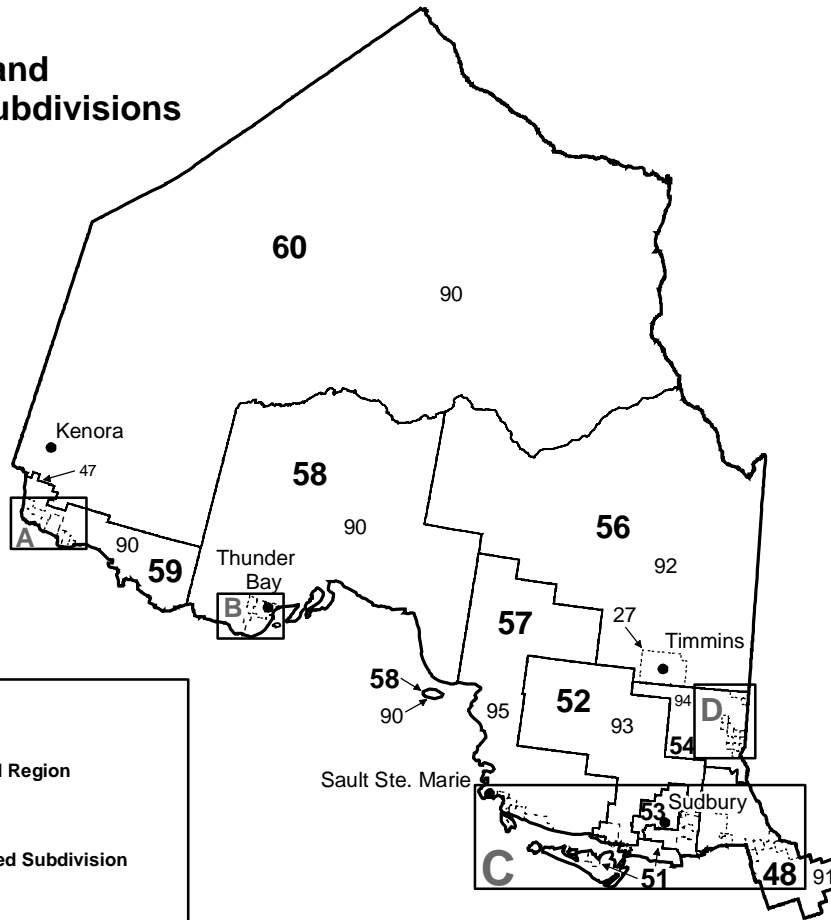 and
ubdivisions
60
90
Kenora
47
58
A
90
56
90
59
Thunder
Bay
92
B
57
27
Timmins
58
90
95
52
94
D
93
54
l Region
Sault Ste. Marie
53
Sudbury
ed Subdivision
C
51
48
91